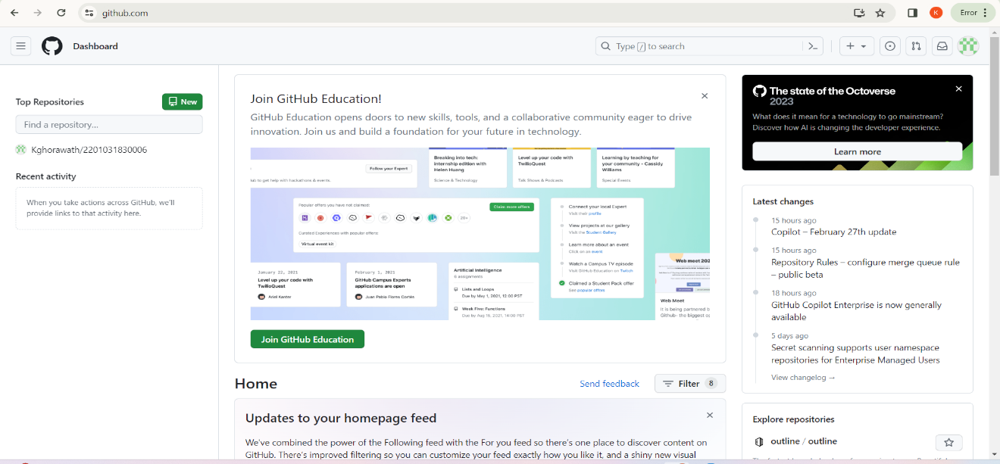 github.com
K
Error
Dashboard
Type / to search
Top Repositories
New
Find a repository...
Kghorawath/2201031830006
Recent activity
When you take actions across GitHub, we'll
provide links to that activity here.
Join GitHub Education!
GitHub Education opens doors to new skills, tools, and a collaborative community eager to drive
innovation. Join us and build a foundation for your future in technology.
Follow your Expert
lub to get help with hackathons & events.
Breaking into tech:
internship edition with
Helen Huang
Science & Technology
Level up your code with
TwilioQuest
Talk Shows & Podcasts
Learning by teaching for
your community - Cassidy
Williams
Special Events
Popular offers you have not claimed:
Claim more offers
20+
Curated Experiences with popular offers:
Virtual event kit
Connect your local Expert
Visit their profile
View projects at our gallery
Visit the Student Gallery
Learn more about an event
Click on an event
Watch a Campus TV episode
Visit GitHub Education on Twitch
Claimed a Student Pack offer
See popular offers
January 22, 2021
Level up your code with
TwilioQuest
Ariel Kanter
February 1, 2021
GitHub Campus Experts
applications are open
Juan Pablo Flores Cortés
Artificial Intelligence
6 assignments
Lists and Loops
Due by May 1, 2021, 12:00 PST
Week Five: Functions
Due by Aug 15, 2021, 14:00 PST
Web meet 202
Web Meet
It is being partnered b
Github- the biggest o
Join GitHub Education
Home
Send feedback
Filter 8
Updates to your homepage feed
We've combined the power of the Following feed with the For you feed so there's one place to discover content on
GitHub. There's improved filtering so you can customize your feed exactly how you like it, and a shiny new visual
The state of the Octoverse
2023
What does it mean for a technology to go mainstream?
Discover how AI is changing the developer experience.
Learn more
Latest changes
15 hours ago
Copilot – February 27th update
15 hours ago
Repository Rules – configure merge queue rule
– public beta
18 hours ago
GitHub Copilot Enterprise is now generally
available
5 days ago
Secret scanning supports user namespace
repositories for Enterprise Managed Users
View changelog →
Explore repositories
outline / outline